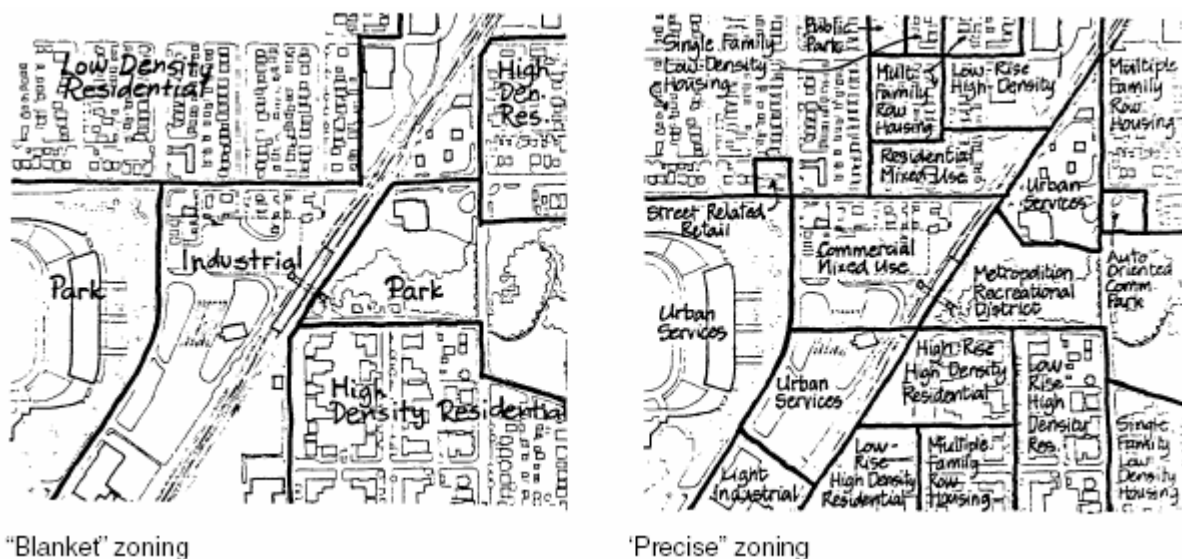 Low-Density
Residential
High
Den.
Res.
Industrial
Park
Park
High
Density Residential
"Blanket" zoning
Public
Park
Single Family
Low-Density
Housing
Multi
Family
Row
Housing
Low-Rise
High-Density
Multiple
Family
Row
Housing
Residential
Mixed Use
Urban
Services
Street Related
Retail
Commercial
Mixed Use
Auto
Oriented
Comm.
Park
Metropolition
Recreational
District
Urban
Services
High-Rise
High Density
Residential
Low
Rise
High
Density
Res.
Urban
Services
Low-
Rise
High Density
Residential
Multiple
Family
Row
Housing
Single
Family
Low
Density
Housing
Light
Industrial
'Precise" zoning